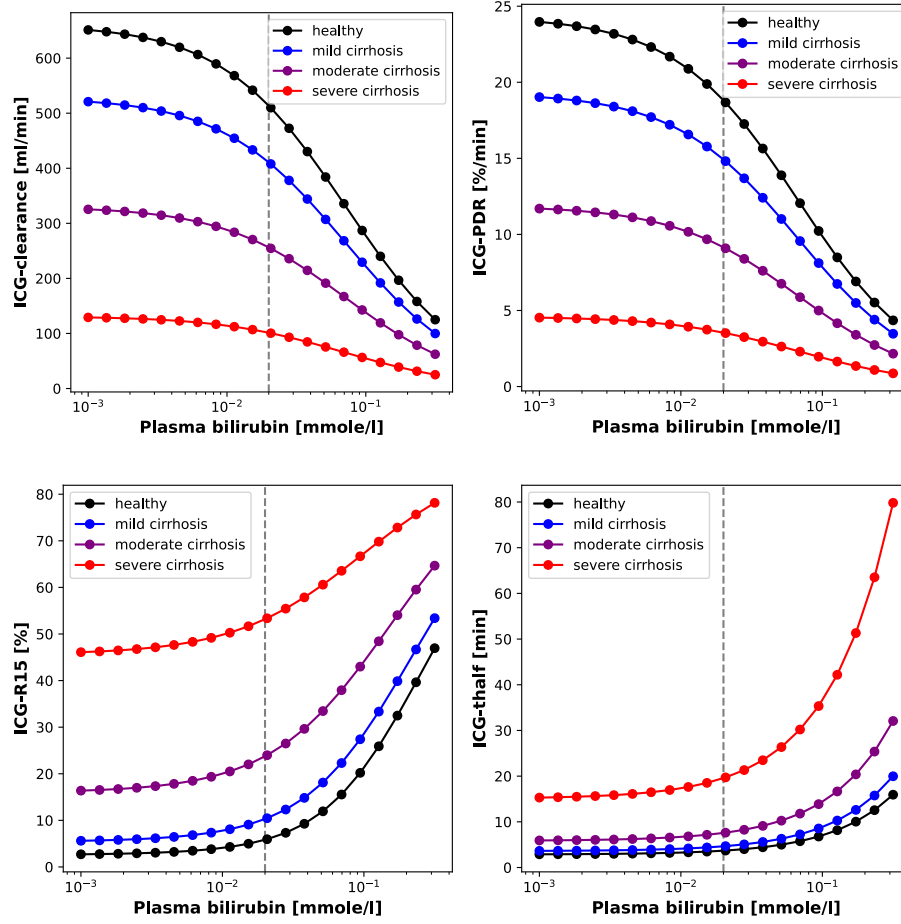 ICG-clearance [ml/min]
600
500
400
300
200
100
0
10⁻³
10⁻²
10⁻¹
Plasma bilirubin [mmole/l]
healthy
mild cirrhosis
moderate cirrhosis
severe cirrhosis
ICG-PDR [%/min]
25
20
15
10
5
0
10⁻³
10⁻²
10⁻¹
Plasma bilirubin [mmole/l]
healthy
mild cirrhosis
moderate cirrhosis
severe cirrhosis
ICG-R15 [%]
80
70
60
50
40
30
20
10
0
10⁻³
10⁻²
10⁻¹
Plasma bilirubin [mmole/l]
healthy
mild cirrhosis
moderate cirrhosis
severe cirrhosis
ICG-thalf [min]
80
70
60
50
40
30
20
10
0
10⁻³
10⁻²
10⁻¹
Plasma bilirubin [mmole/l]
healthy
mild cirrhosis
moderate cirrhosis
severe cirrhosis